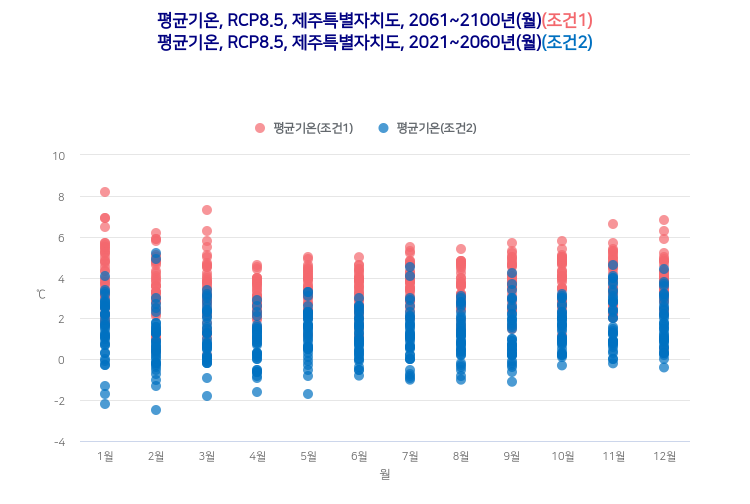 평균기온, RCP8.5, 제주특별자치도, 2061~2100년(월)(조건1)
평균기온, RCP8.5, 제주특별자치도, 2021~2060년(월)(조건2)
평균기온(조건1) 평균기온(조건2)
10
8
6
4
℃
2
0
-2
-4
1월 2월 3월 4월 5월 6월 7월 8월 9월 10월 11월 12월
월